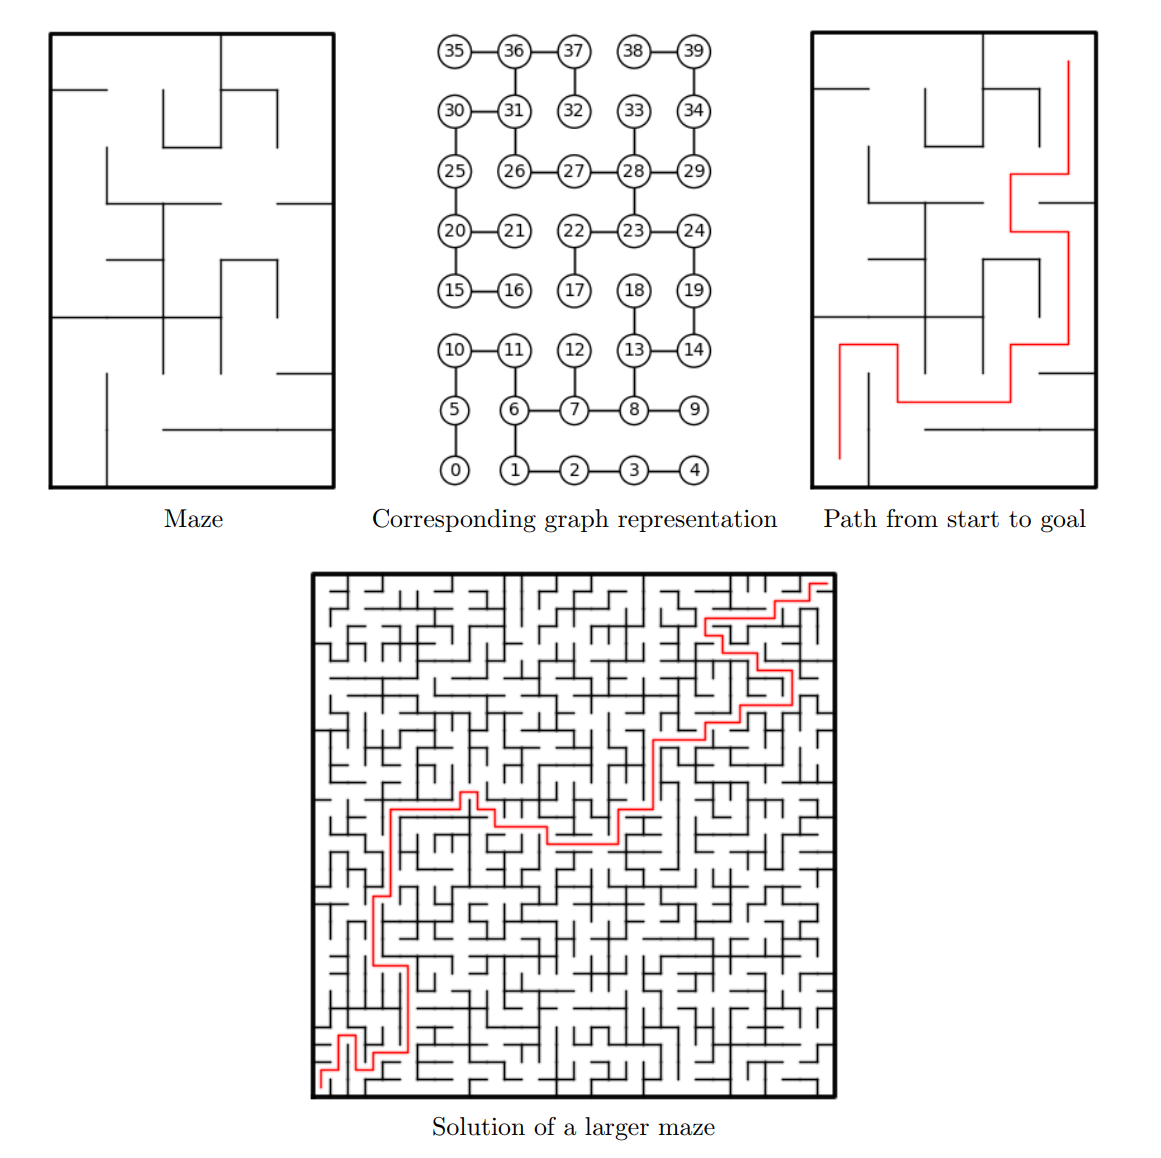 35 36 37 38 39
30 31 32 33 34
25 26 27 28 29
20 21 22 23 24
15 16 17 18 19
10 11 12 13 14
5 6 7 8 9
0 1 2 3 4
Maze
Corresponding graph representation
Path from start to goal
Solution of a larger maze